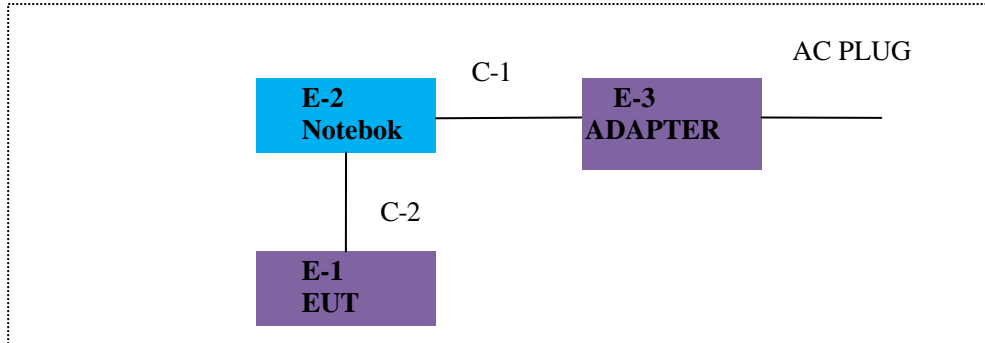 AC PLUG
C-1
E-2
Notebok
E-3
ADAPTER
C-2
E-1
EUT